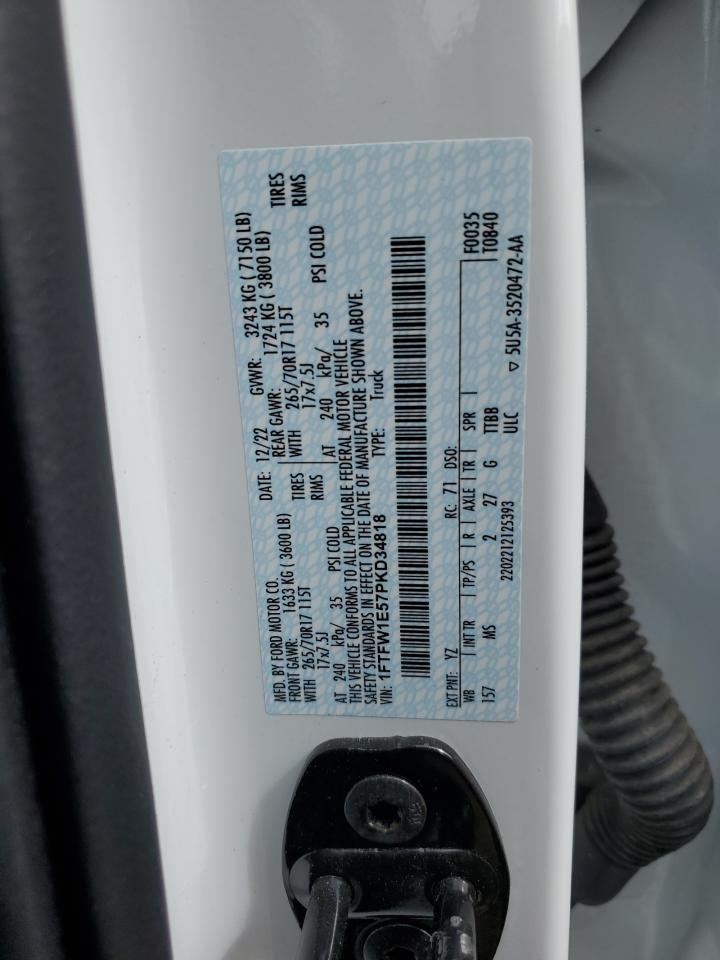 MFD. BY FORD MOTOR CO. DATE: 12/22 GVWR: 3243 KG ( 7150 LB)
FRONT GAWR: 1633 KG ( 3600 LB) REAR GAWR: 1724 KG ( 3800 LB)
WITH 265/70R17 115T TIRES WITH 265/70R17 115T TIRES
17x7.5J RIMS 17x7.5J RIMS
AT 240 kPa/ 35 PSI COLD AT 240 kPa/ 35 PSI COLD
THIS VEHICLE CONFORMS TO ALL APPLICABLE FEDERAL MOTOR VEHICLE
SAFETY STANDARDS IN EFFECT ON THE DATE OF MANUFACTURE SHOWN ABOVE.
VIN: 1FTFW1E57PKD34818 TYPE: Truck
F0035
T0840
EXT PNT: YZ RC: 71 DSO:
WB INT TR TP/PS R AXLE TR SPR
157 MS 2 27 G TTBB
2202212125393 ULC
▽ 5U5A-3520472-AA